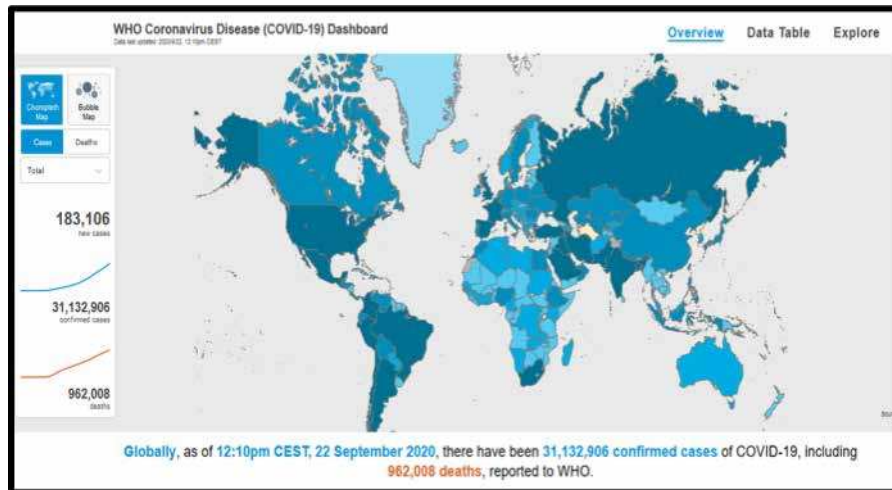 WHO Coronavirus Disease (COVID-19) Dashboard
Overview Data Table Explore
Choropleth
Map
Bubble
Map
Cases Deaths
Total
183,106
new cases
31,132,906
confirmed cases
962,008
deaths
Globally, as of 12:10pm CEST, 22 September 2020, there have been 31,132,906 confirmed cases of COVID-19, including
962,008 deaths, reported to WHO.